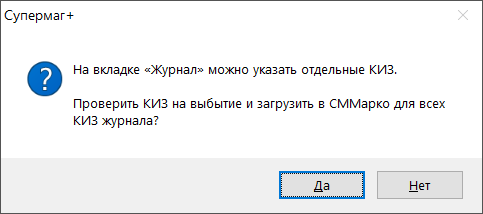 Супермаг+
На вкладке «Журнал» можно указать отдельные КИЗ.
Проверить КИЗ на выбытие и загрузить в СММарко для всех
КИЗ журнала?
Да
Нет